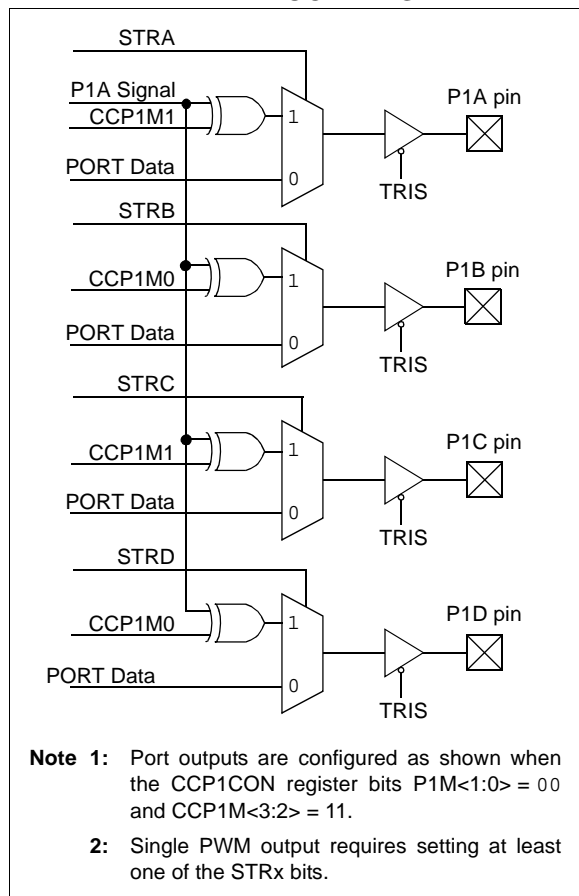 STRA
P1A Signal
CCP1M1
PORT Data
1
0
P1A pin
TRIS
STRB
CCP1M0
PORT Data
1
0
P1B pin
TRIS
STRC
CCP1M1
PORT Data
1
0
P1C pin
TRIS
STRD
CCP1M0
PORT Data
1
0
P1D pin
TRIS
Note 1: Port outputs are configured as shown when
the CCP1CON register bits P1M<1:0> = 00
and CCP1M<3:2> = 11.
2: Single PWM output requires setting at least
one of the STRx bits.